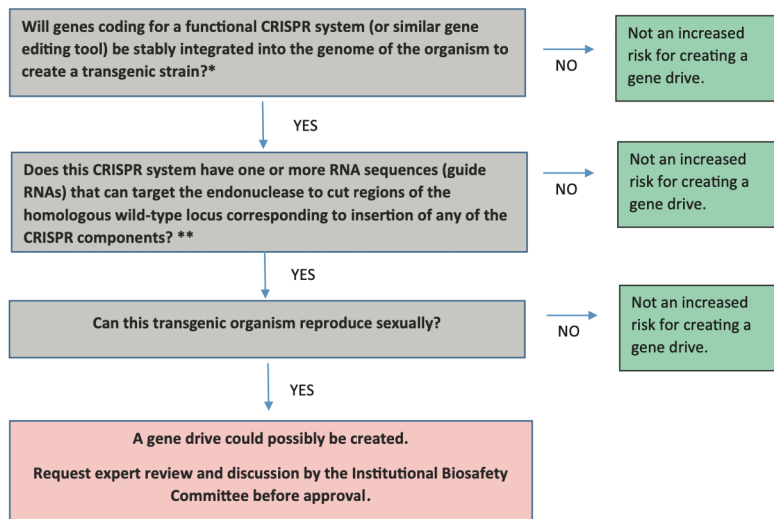 Will genes coding for a functional CRISPR system (or similar gene
editing tool) be stably integrated into the genome of the organism to
create a transgenic strain?*
NO
Not an increased
risk for creating a
gene drive.
YES
Does this CRISPR system have one or more RNA sequences (guide
RNAs) that can target the endonuclease to cut regions of the
homologous wild-type locus corresponding to insertion of any of the
CRISPR components? **
NO
Not an increased
risk for creating a
gene drive.
YES
Can this transgenic organism reproduce sexually?
NO
Not an increased
risk for creating a
gene drive.
YES
A gene drive could possibly be created.
Request expert review and discussion by the Institutional Biosafety
Committee before approval.